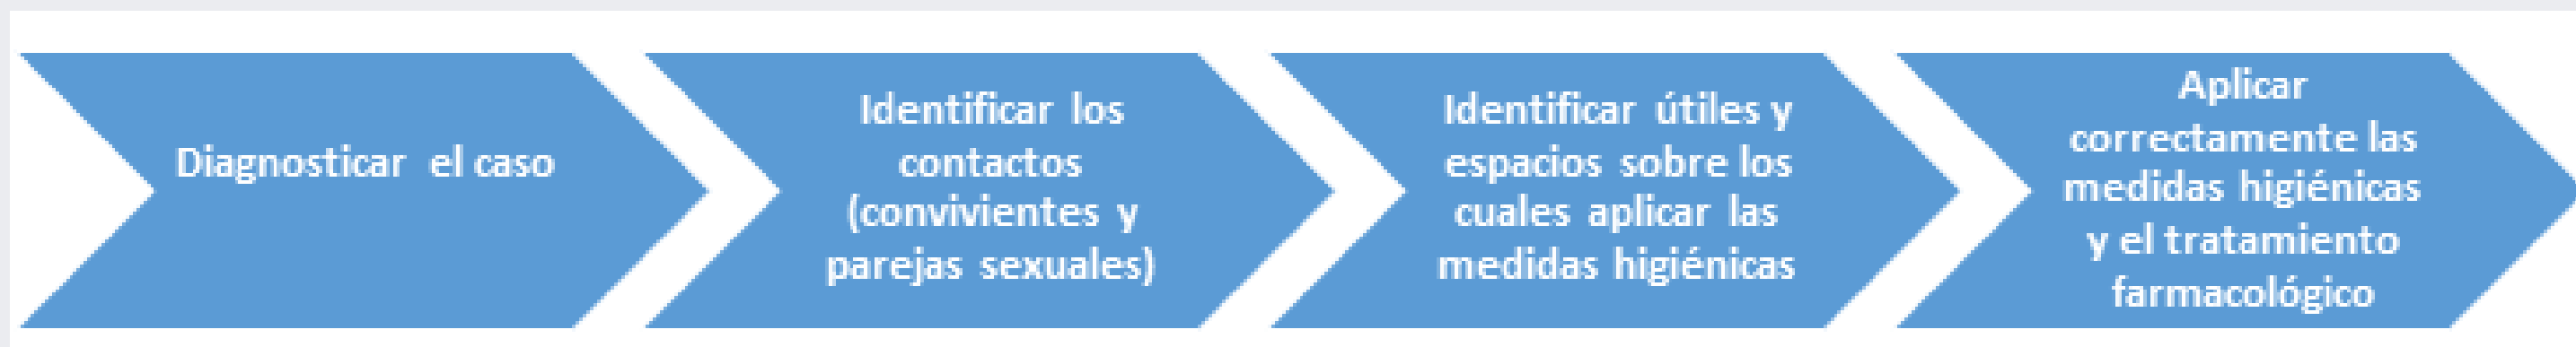 Diagnosticar el caso
Identificar los
contactos
(convivientes y
parejas sexuales)
Identificar útiles y
espacios sobre los
cuales aplicar las
medidas higiénicas
Aplicar
correctamente las
medidas higiénicas
y el tratamiento
farmacológico